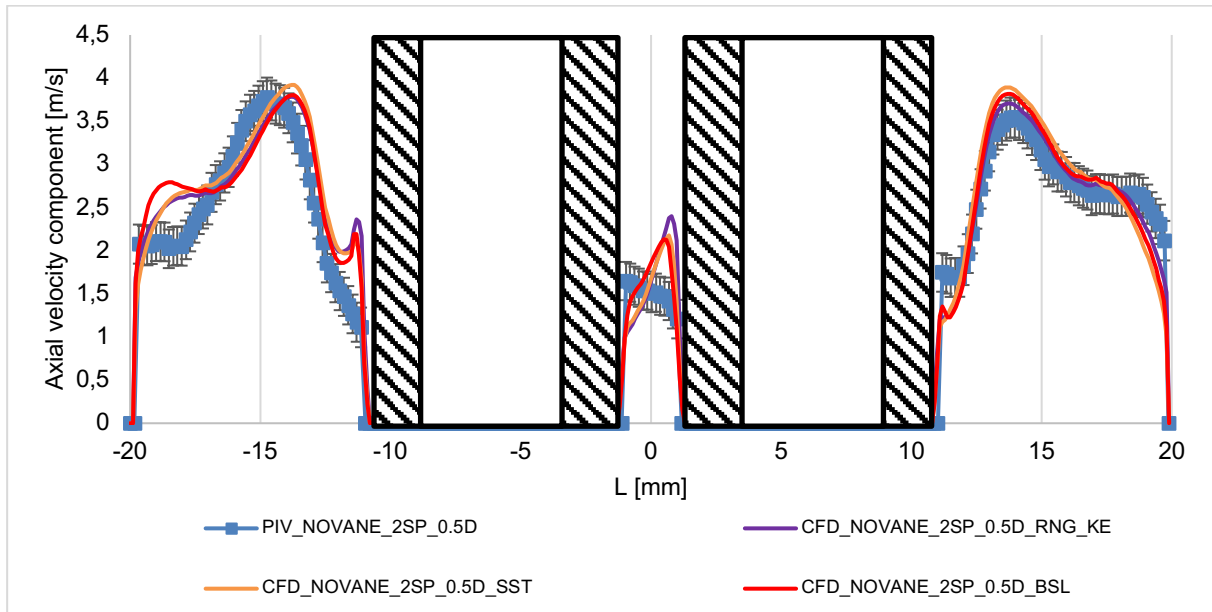 4,5
4
3,5
3
2,5
2
1,5
1
0,5
0
Axial velocity component [m/s]
-20 -15 -10 -5 0 5 10 15 20
L [mm]
PIV_NOVANE_2SP_0.5D CFD_NOVANE_2SP_0.5D_RNG_KE
CFD_NOVANE_2SP_0.5D_SST CFD_NOVANE_2SP_0.5D_BSL